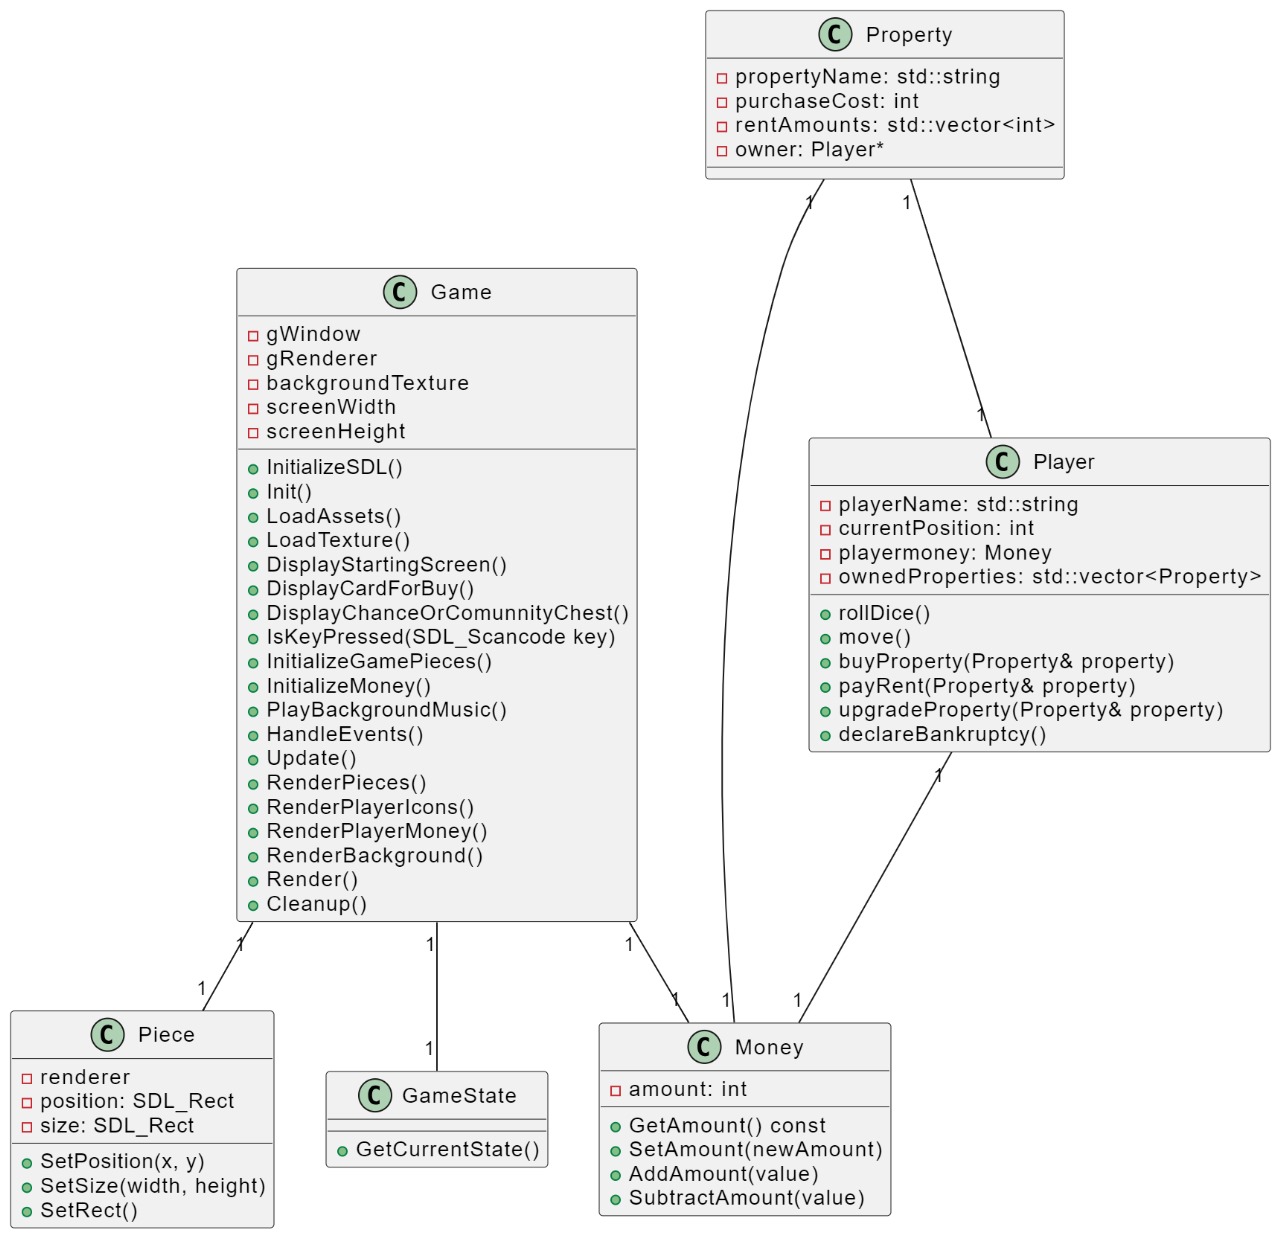 C Property
propertyName: std::string
purchaseCost: int
rentAmounts: std::vector<int>
owner: Player*
1
1
C Game
gWindow
gRenderer
backgroundTexture
screenWidth
screenHeight
InitializeSDL()
Init()
LoadAssets()
LoadTexture()
DisplayStartingScreen()
DisplayCardForBuy()
DisplayChanceOrComunnityChest()
IsKeyPressed(SDL_Scancode key)
InitializeGamePieces()
InitializeMoney()
PlayBackgroundMusic()
HandleEvents()
Update()
RenderPieces()
RenderPlayerIcons()
RenderPlayerMoney()
RenderBackground()
Render()
Cleanup()
1
C Player
playerName: std::string
currentPosition: int
playermoney: Money
ownedProperties: std::vector<Property>
rollDice()
move()
buyProperty(Property& property)
payRent(Property& property)
upgradeProperty(Property& property)
declareBankruptcy()
1
1
1
1
1
1
1
1
1
C Piece
renderer
position: SDL_Rect
size: SDL_Rect
SetPosition(x, y)
SetSize(width, height)
SetRect()
C GameState
GetCurrentState()
C Money
amount: int
GetAmount() const
SetAmount(newAmount)
AddAmount(value)
SubtractAmount(value)